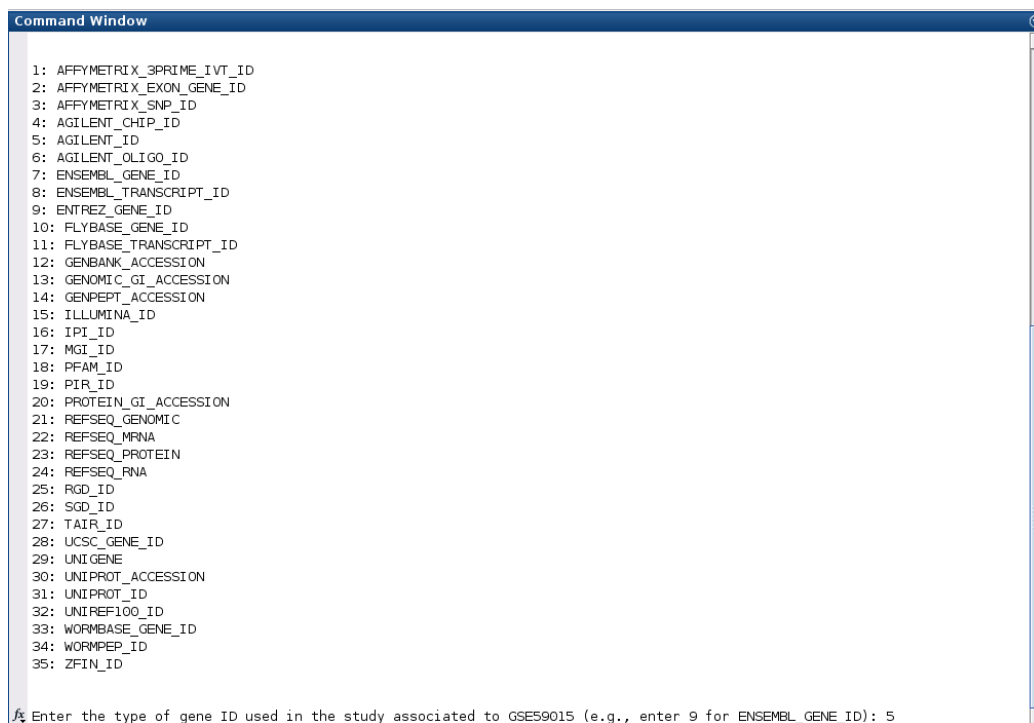 Command Window
1: AFFYMETRIX_3PRIME_IVT_ID
2: AFFYMETRIX_EXON_GENE_ID
3: AFFYMETRIX_SNP_ID
4: AGILENT_CHIP_ID
5: AGILENT_ID
6: AGILENT_OLIGO_ID
7: ENSEMBL_GENE_ID
8: ENSEMBL_TRANSCRIPT_ID
9: ENTREZ_GENE_ID
10: FLYBASE_GENE_ID
11: FLYBASE_TRANSCRIPT_ID
12: GENBANK_ACCESSION
13: GENOMIC_GI_ACCESSION
14: GENPEPT_ACCESSION
15: ILLUMINA_ID
16: IPI_ID
17: MGI_ID
18: PFAM_ID
19: PIR_ID
20: PROTEIN_GI_ACCESSION
21: REFSEQ_GENOMIC
22: REFSEQ_MRNA
23: REFSEQ_PROTEIN
24: REFSEQ_RNA
25: RGD_ID
26: SGD_ID
27: TAIR_ID
28: UCSC_GENE_ID
29: UNIGENE
30: UNIPROT_ACCESSION
31: UNIPROT_ID
32: UNIREF100_ID
33: WORMBASE_GENE_ID
34: WORMPEP_ID
35: ZFIN_ID
fx Enter the type of gene ID used in the study associated to GSE59015 (e.g., enter 9 for ENSEMBL_GENE_ID): 5